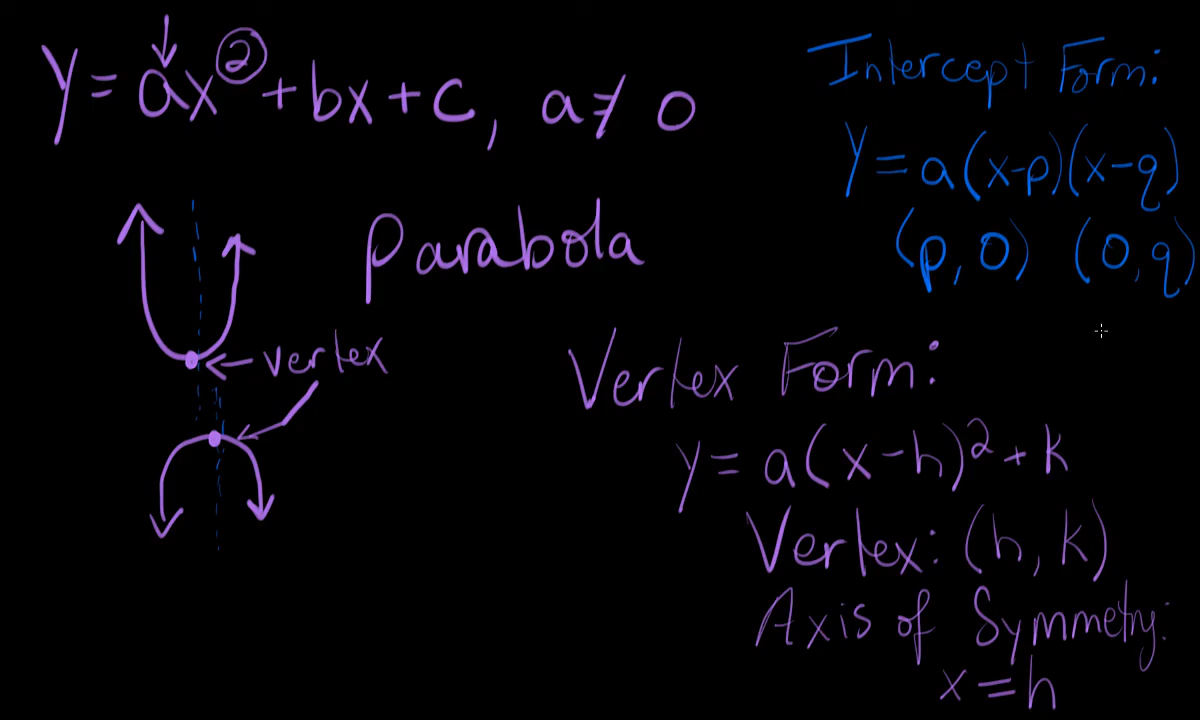 y = ax² + bx + c, a ≠ 0
Parabola
vertex
Intercept Form:
y = a(x-p)(x-q)
(p, 0) (0, q)
Vertex Form:
y = a(x-h)² + k
Vertex: (h, k)
Axis of Symmetry:
x = h